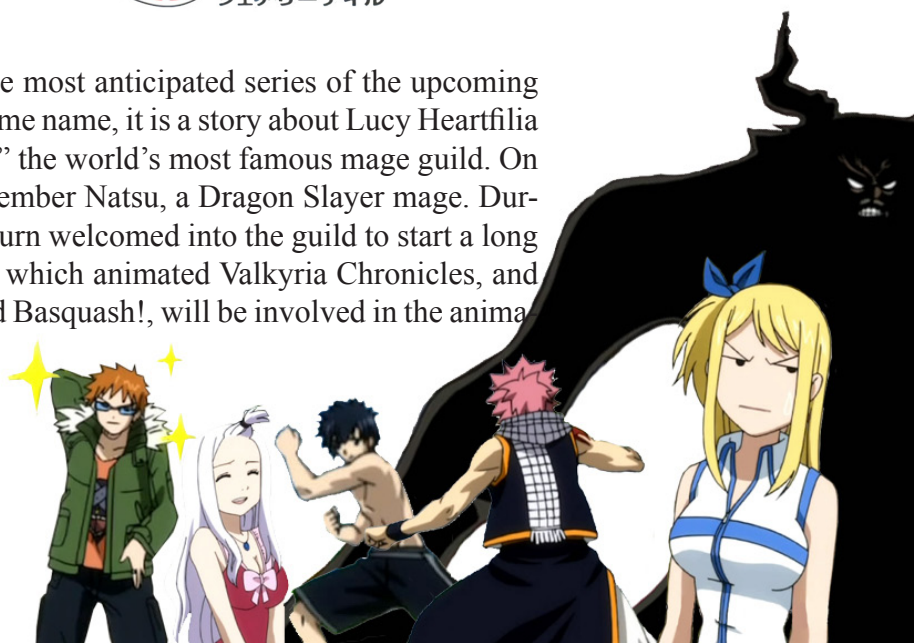 e most anticipated series of the upcoming
me name, it is a story about Lucy Heartfilia
” the world’s most famous mage guild. On
ember Natsu, a Dragon Slayer mage. Dur-
urn welcomed into the guild to start a long
which animated Valkyria Chronicles, and
d Basquash!, will be involved in the anima-